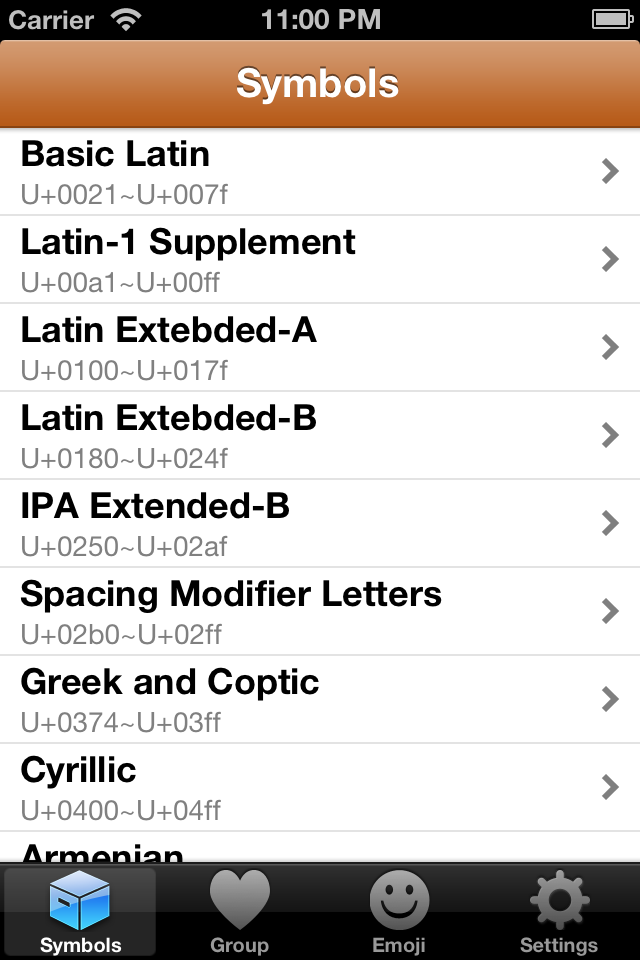 Carrier 11:00 PM
Symbols
Basic Latin
U+0021~U+007f
Latin-1 Supplement
U+00a1~U+00ff
Latin Extebded-A
U+0100~U+017f
Latin Extebded-B
U+0180~U+024f
IPA Extended-B
U+0250~U+02af
Spacing Modifier Letters
U+02b0~U+02ff
Greek and Coptic
U+0374~U+03ff
Cyrillic
U+0400~U+04ff
Armenian
Symbols Group Emoji Settings